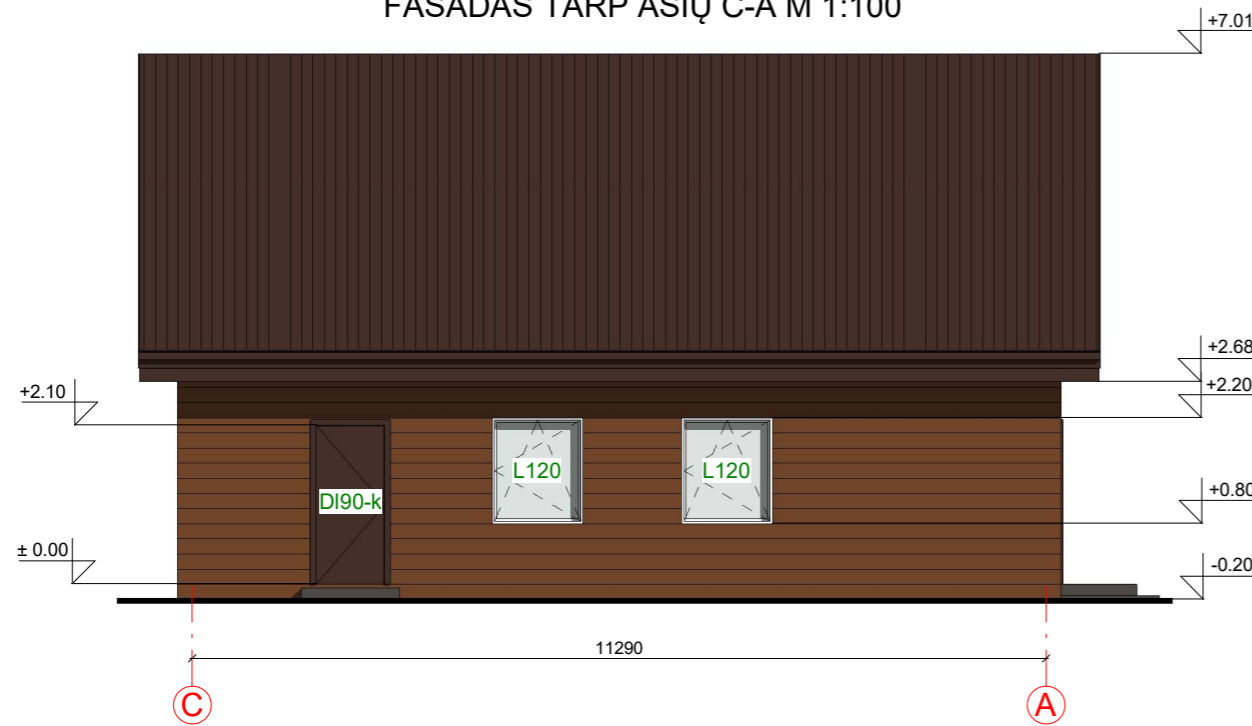 FASADAS TARP AŠIŲ C-A M 1:100
+7.01
+2.68
+2.10
+2.20
L120
L120
DI90-k
+0.80
± 0.00
-0.20
11290
C
A